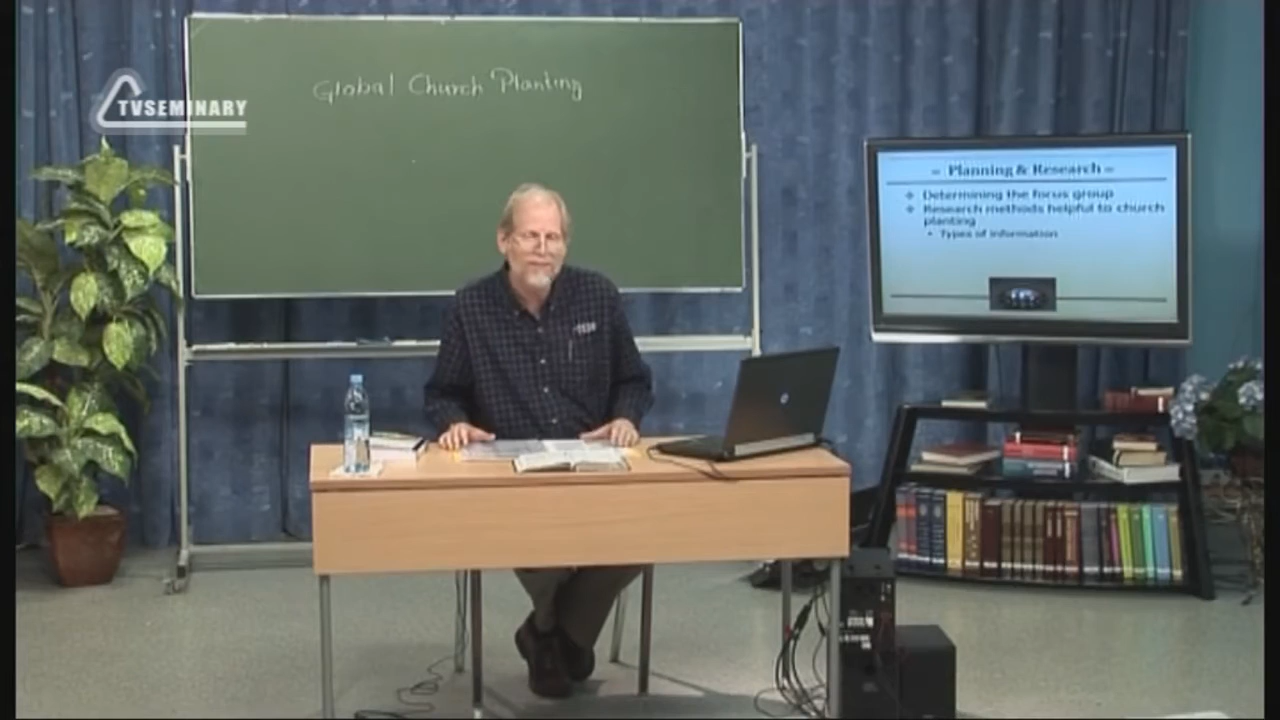 Global Church Planting
TVSEMINARY
Planning & Research
Determining the focus group
Research methods helpful to church
planting
Types of information